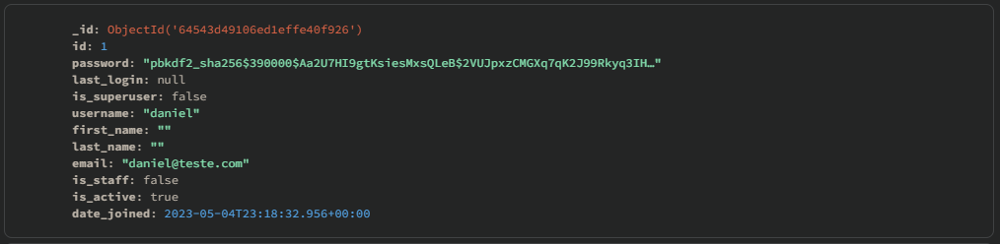 _id: ObjectId('64543d49106ed1effe40f926')
id: 1
password: "pbkdf2_sha256$390000$Aa2U7HI9gtKsiesMxsQLeB$2VUJpxzCMGXq7qK2J99Rkyq3IH…"
last_login: null
is_superuser: false
username: "daniel"
first_name: ""
last_name: ""
email: "daniel@teste.com"
is_staff: false
is_active: true
date_joined: 2023-05-04T23:18:32.956+00:00